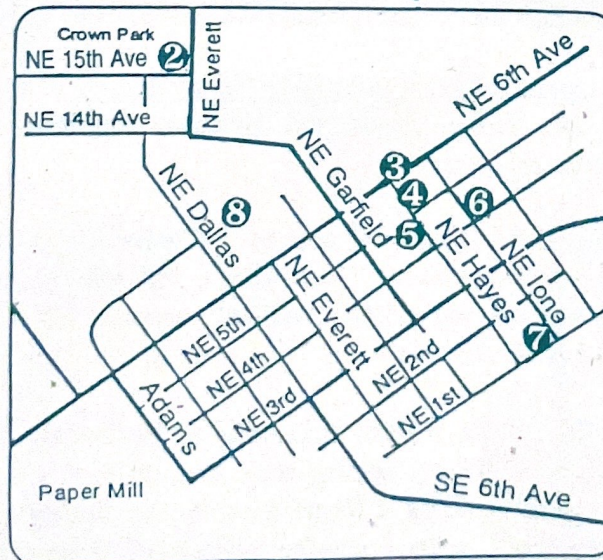 Crown Park
NE 15th Ave 2
NE Everett
NE 14th Ave
NE 6th Ave
NE Garfield
3
4
6
5
NE Dallas
8
NE Hayes
NE Ione
NE Everett
NE 5th
NE 4th
NE 3rd
NE 2nd
NE 1st
7
Adams
Paper Mill
SE 6th Ave